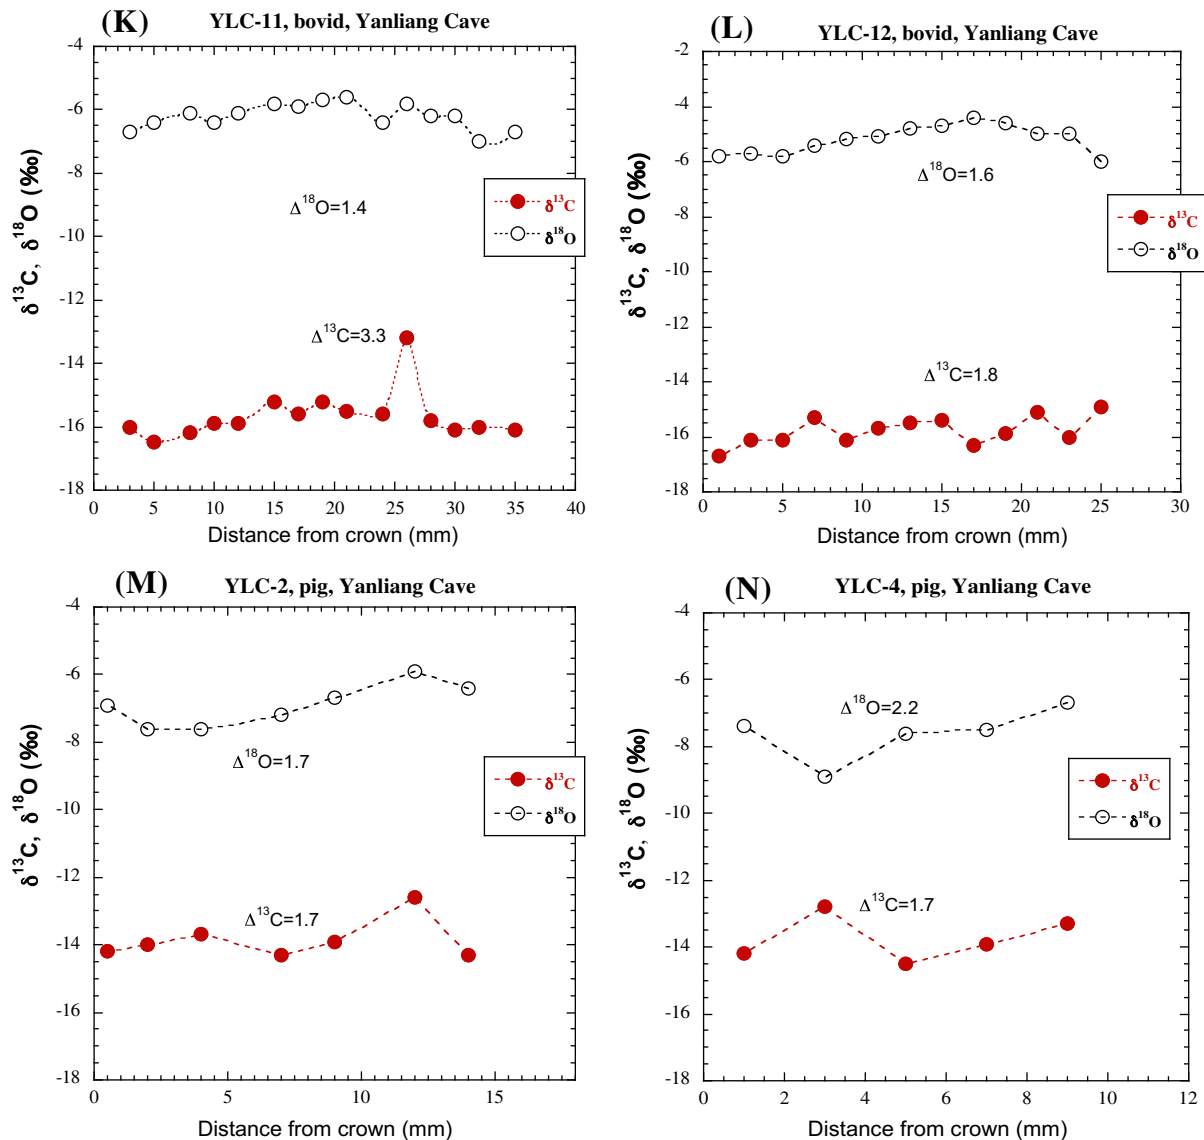 (K)
YLC-11, bovid, Yanliang Cave
-4
-6
-8
-10
-12
-14
-16
-18
δ¹³C, δ¹⁸O (‰)
Δ¹⁸O=1.4
Δ¹³C=3.3
δ¹³C
δ¹⁸O
0 5 10 15 20 25 30 35 40
Distance from crown (mm)
(L)
YLC-12, bovid, Yanliang Cave
-2
-4
-6
-8
-10
-12
-14
-16
-18
δ¹³C, δ¹⁸O (‰)
Δ¹⁸O=1.6
Δ¹³C=1.8
δ¹³C
δ¹⁸O
0 5 10 15 20 25 30
Distance from crown (mm)
(M)
YLC-2, pig, Yanliang Cave
-4
-6
-8
-10
-12
-14
-16
-18
δ¹³C, δ¹⁸O (‰)
Δ¹⁸O=1.7
Δ¹³C=1.7
δ¹³C
δ¹⁸O
0 5 10 15
Distance from crown (mm)
(N)
YLC-4, pig, Yanliang Cave
-4
-6
-8
-10
-12
-14
-16
-18
δ¹³C, δ¹⁸O (‰)
Δ¹⁸O=2.2
Δ¹³C=1.7
δ¹³C
δ¹⁸O
0 2 4 6 8 10 12
Distance from crown (mm)